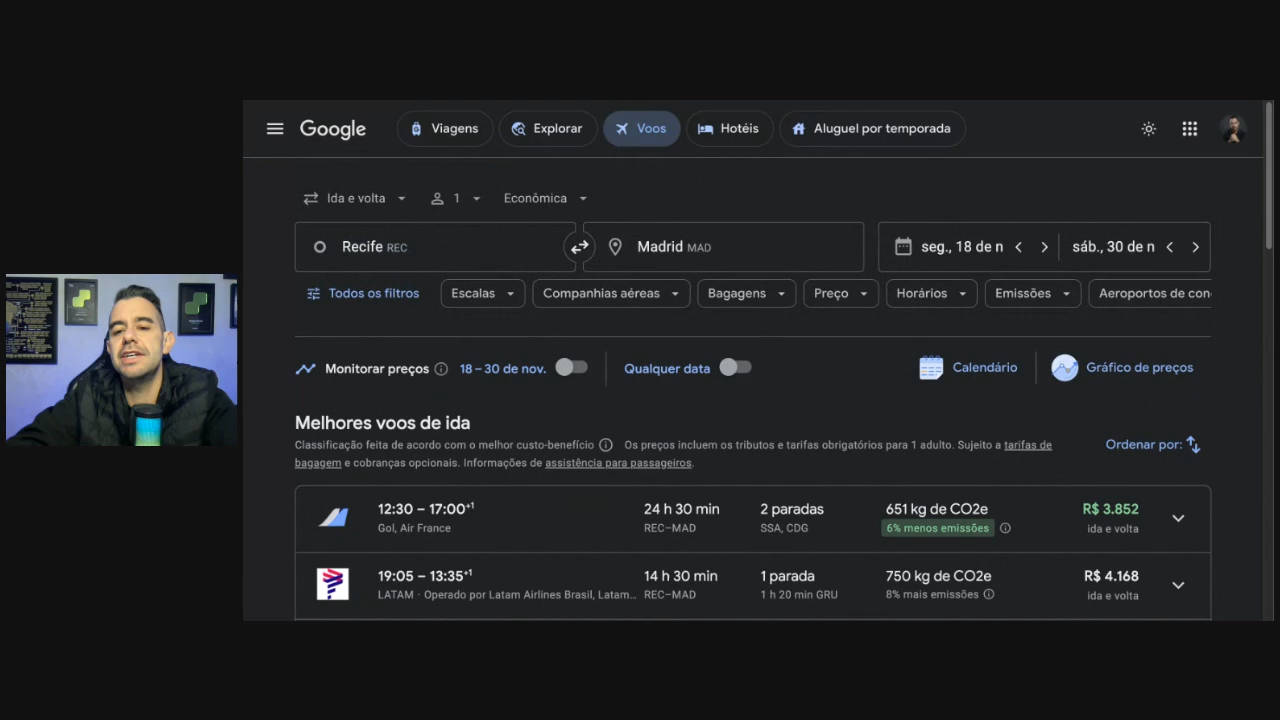 Google
Viagens
Explorar
Voos
Hotéis
Aluguel por temporada
Ida e volta
1
Econômica
Recife REC
Madrid MAD
seg., 18 de n
sáb., 30 de n
Todos os filtros
Escalas
Companhias aéreas
Bagagens
Preço
Horários
Emissões
Aeroportos de con
Monitorar preços
18 – 30 de nov.
Qualquer data
Calendário
Gráfico de preços
Melhores voos de ida
Classificação feita de acordo com o melhor custo-benefício
Os preços incluem os tributos e tarifas obrigatórios para 1 adulto. Sujeito a tarifas de
bagagem e cobranças opcionais. Informações de assistência para passageiros.
Ordenar por:
12:30 – 17:00+1
24 h 30 min
2 paradas
651 kg de CO2e
R$ 3.852
Gol, Air France
REC–MAD
SSA, CDG
6% menos emissões
ida e volta
19:05 – 13:35+1
14 h 30 min
1 parada
750 kg de CO2e
R$ 4.168
LATAM · Operado por Latam Airlines Brasil, Latam...
REC–MAD
1 h 20 min GRU
8% mais emissões
ida e volta